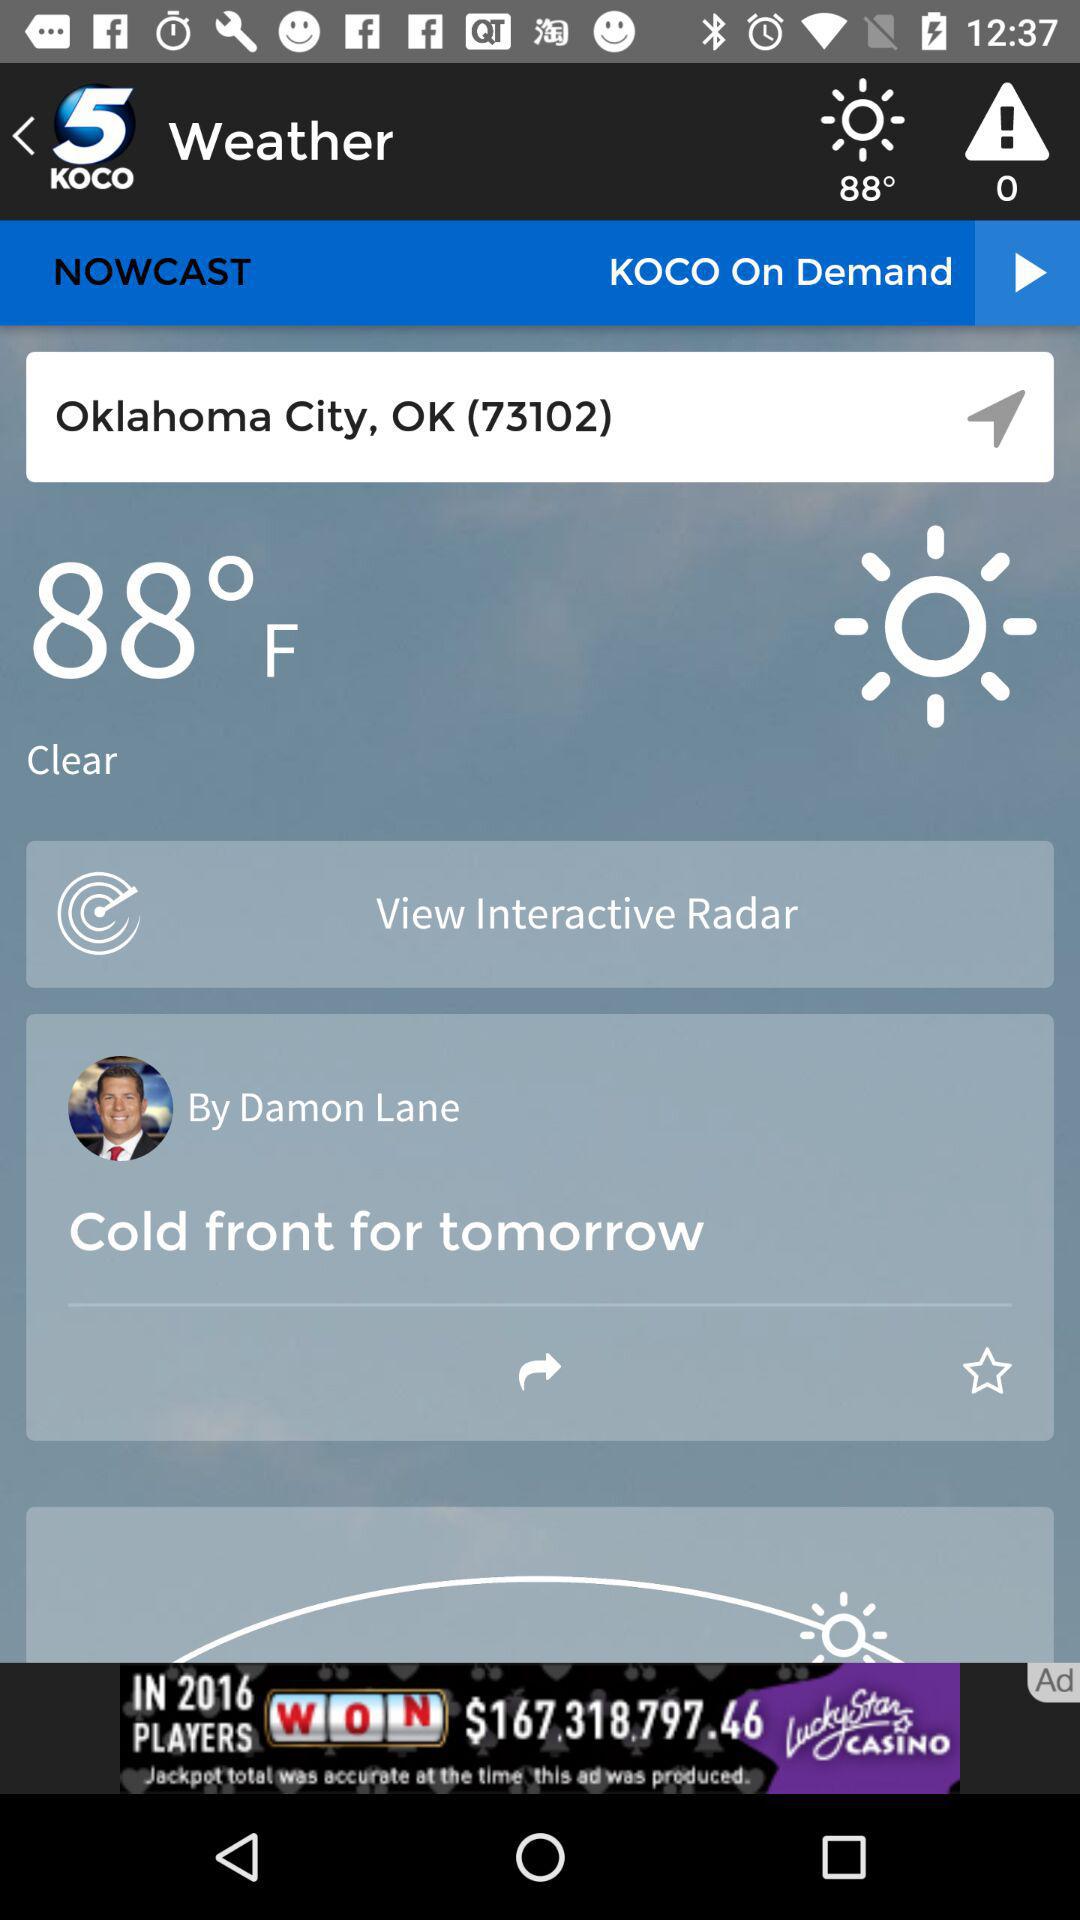 QT 淘 12:37
5
KOCO
Weather
88°
0
NOWCAST
KOCO On Demand
Oklahoma City, OK (73102)
88° F
Clear
View Interactive Radar
By Damon Lane
Cold front for tomorrow
Ad
IN 2016
PLAYERS
WON
$167,318,797.46
Lucky Star
CASINO
Jackpot total was accurate at the time this ad was produced.